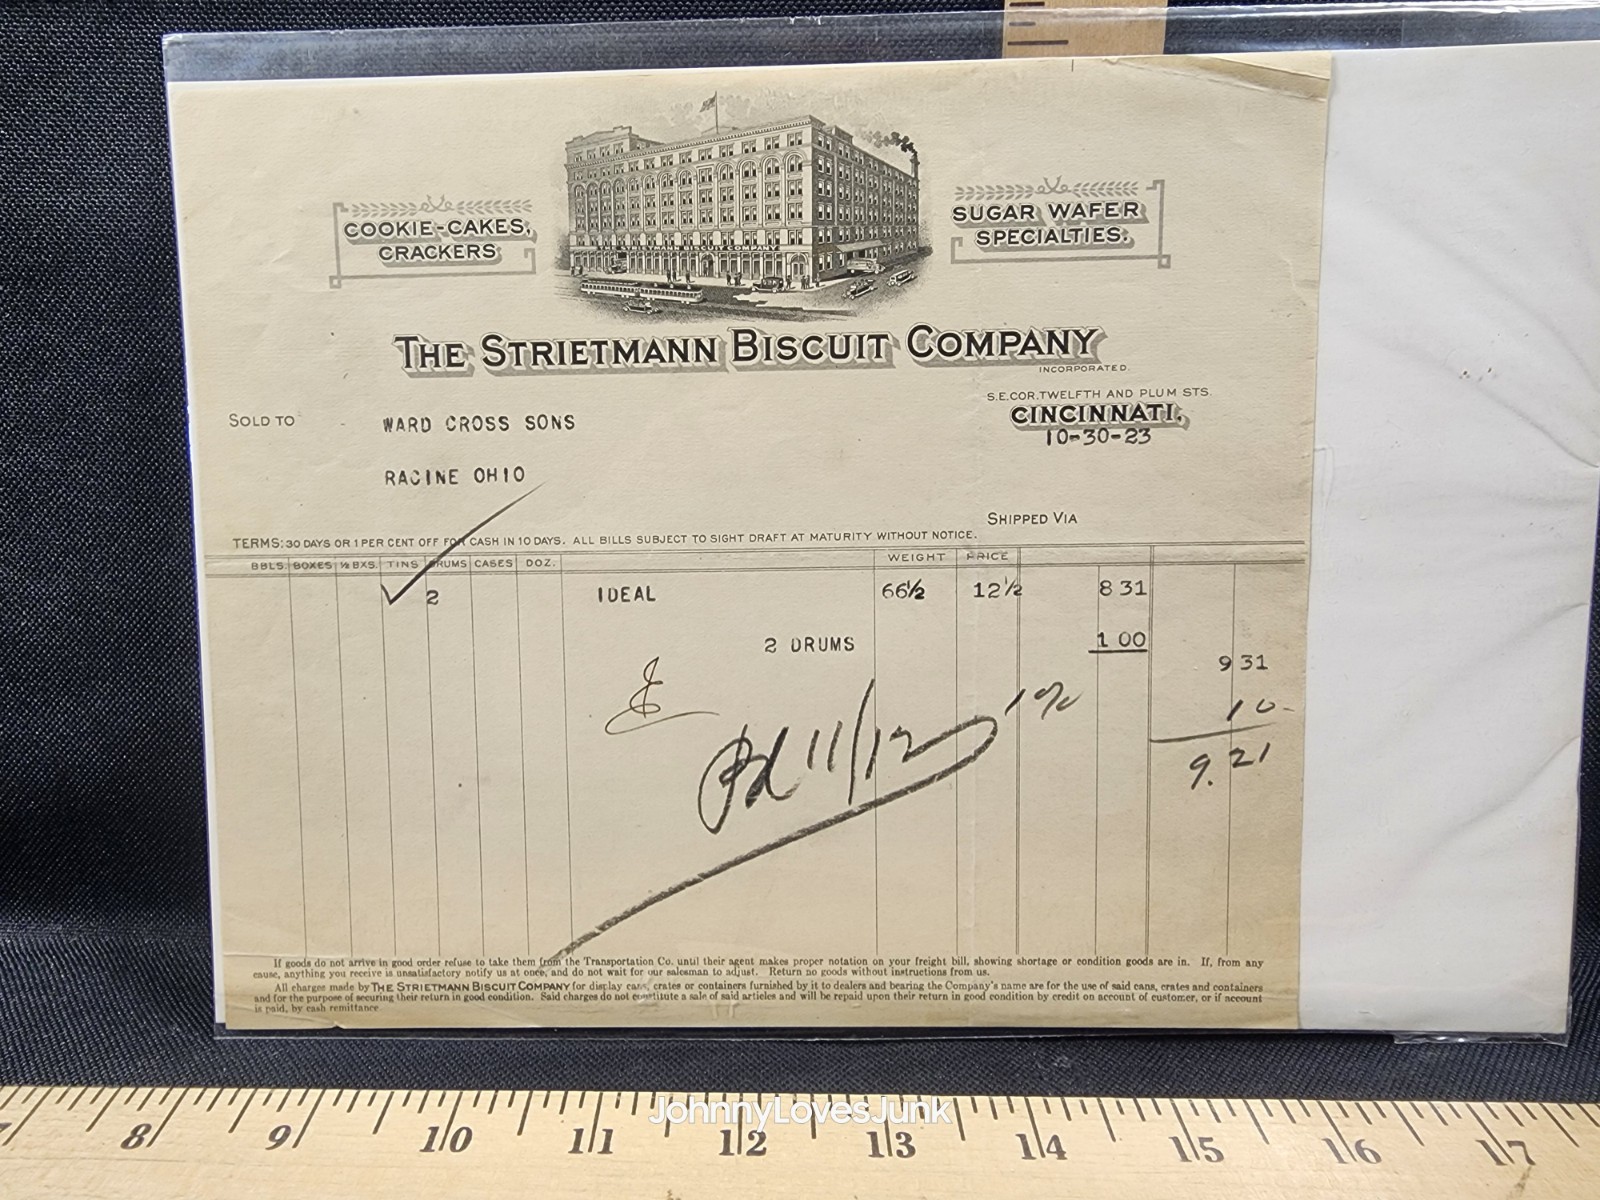 COOKIE-CAKES,
CRACKERS
SUGAR WAFER
SPECIALTIES.
THE STRIETMANN BISCUIT COMPANY
THE STRIETMANN BISCUIT COMPANY
INCORPORATED.
S.E.COR.TWELFTH AND PLUM STS.
CINCINNATI,
10-30-23
SOLD TO
WARD CROSS SONS
RACINE OHIO
SHIPPED VIA
TERMS: 30 DAYS OR 1 PER CENT OFF FOR CASH IN 10 DAYS. ALL BILLS SUBJECT TO SIGHT DRAFT AT MATURITY WITHOUT NOTICE.
BBLS. BOXES ½ BXS. TINS DRUMS CASES DOZ. WEIGHT PRICE
2 IDEAL 66½ 12½ 8 31
2 DRUMS 1 00
9 31
1% 10-
Pd 11/12
9.21
If goods do not arrive in good order refuse to take them from the Transportation Co. until their agent makes proper notation on your freight bill, showing shortage or condition goods are in. If, from any
cause, anything you receive is unsatisfactory notify us at once, and do not wait for our salesman to adjust. Return no goods without instructions from us.
All charges made by THE STRIETMANN BISCUIT COMPANY for display cans, crates or containers furnished by it to dealers and bearing the Company's name are for the use of said cans, crates and containers
and for the purpose of securing their return in good condition. Said charges do not constitute a sale of said articles and will be repaid upon their return in good condition by credit on account of customer, or if account
is paid, by cash remittance
JohnnyLovesJunk
8 9 10 11 12 13 14 15 16 17